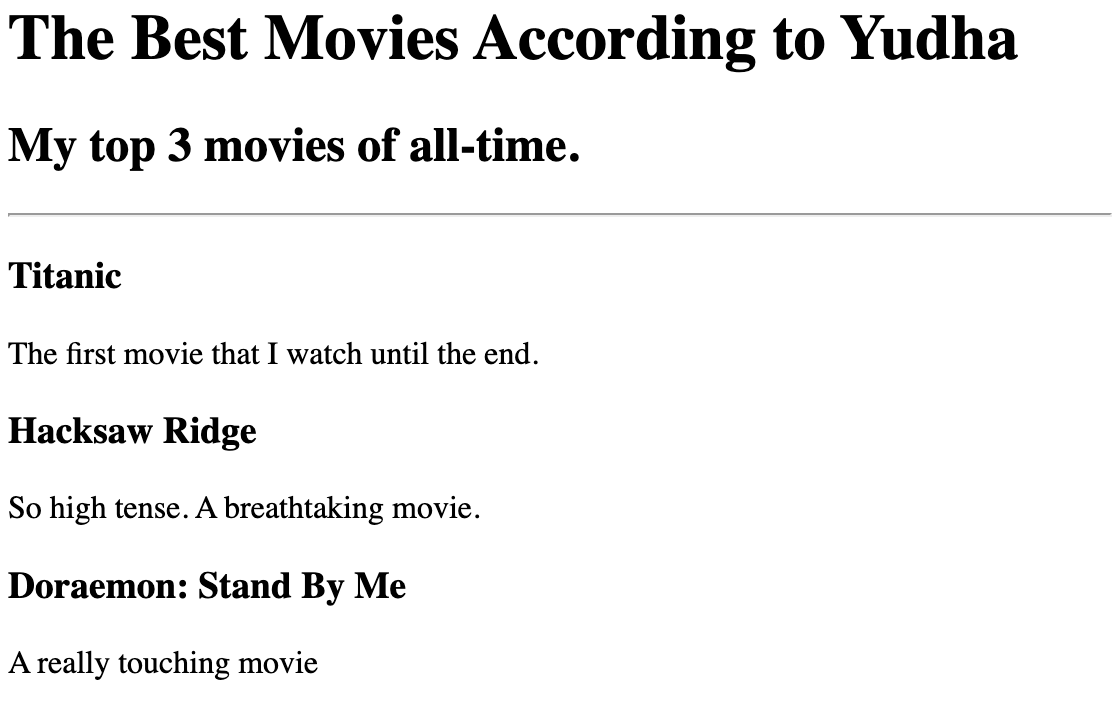 The Best Movies According to Yudha
My top 3 movies of all-time.
Titanic
The first movie that I watch until the end.
Hacksaw Ridge
So high tense. A breathtaking movie.
Doraemon: Stand By Me
A really touching movie